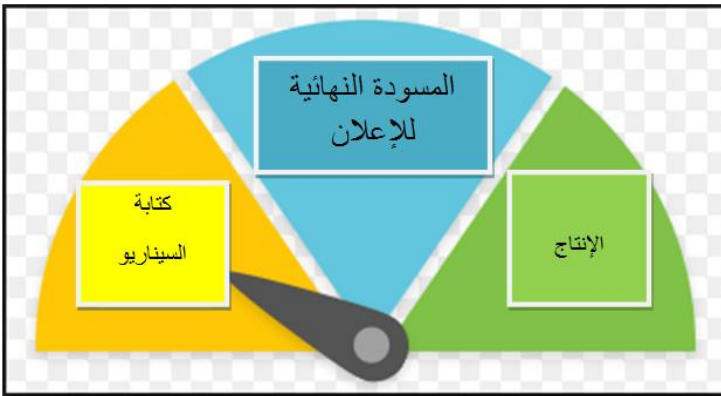 المسودة النهائية
للإعلان
كتابة
السيناريو
الإنتاج